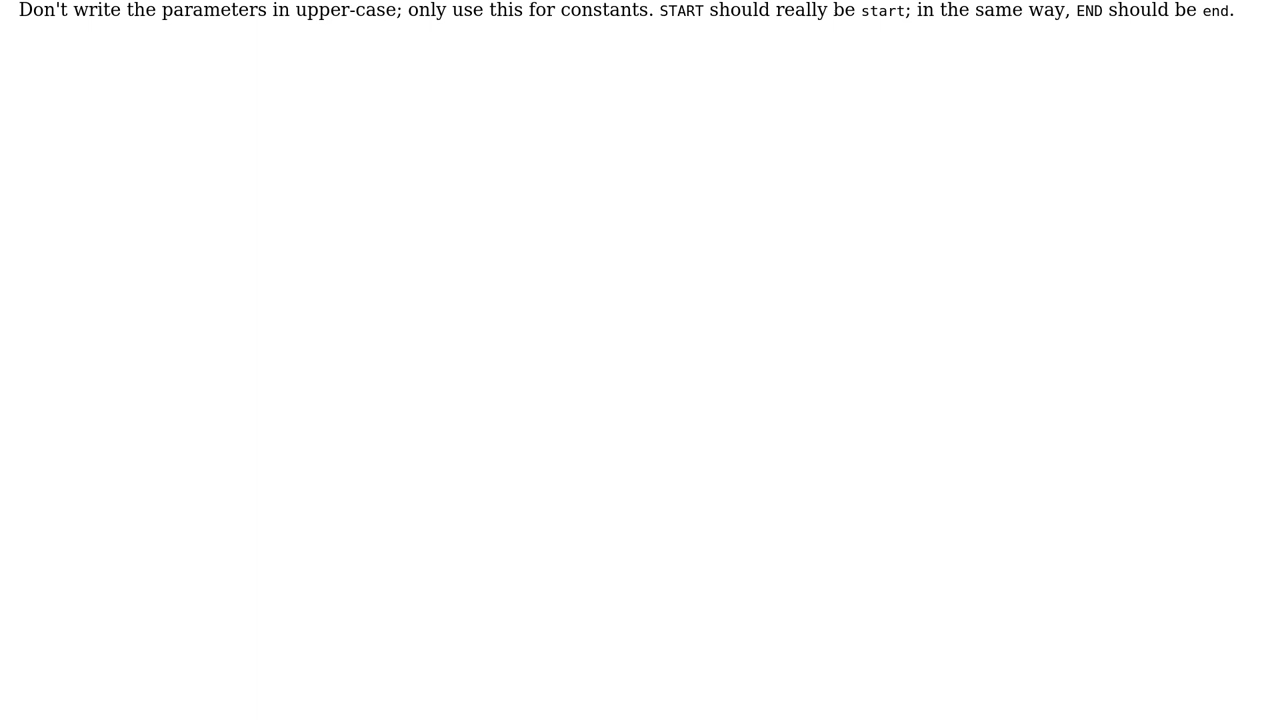 Don't write the parameters in upper-case; only use this for constants. START should really be start; in the same way, END should be end.